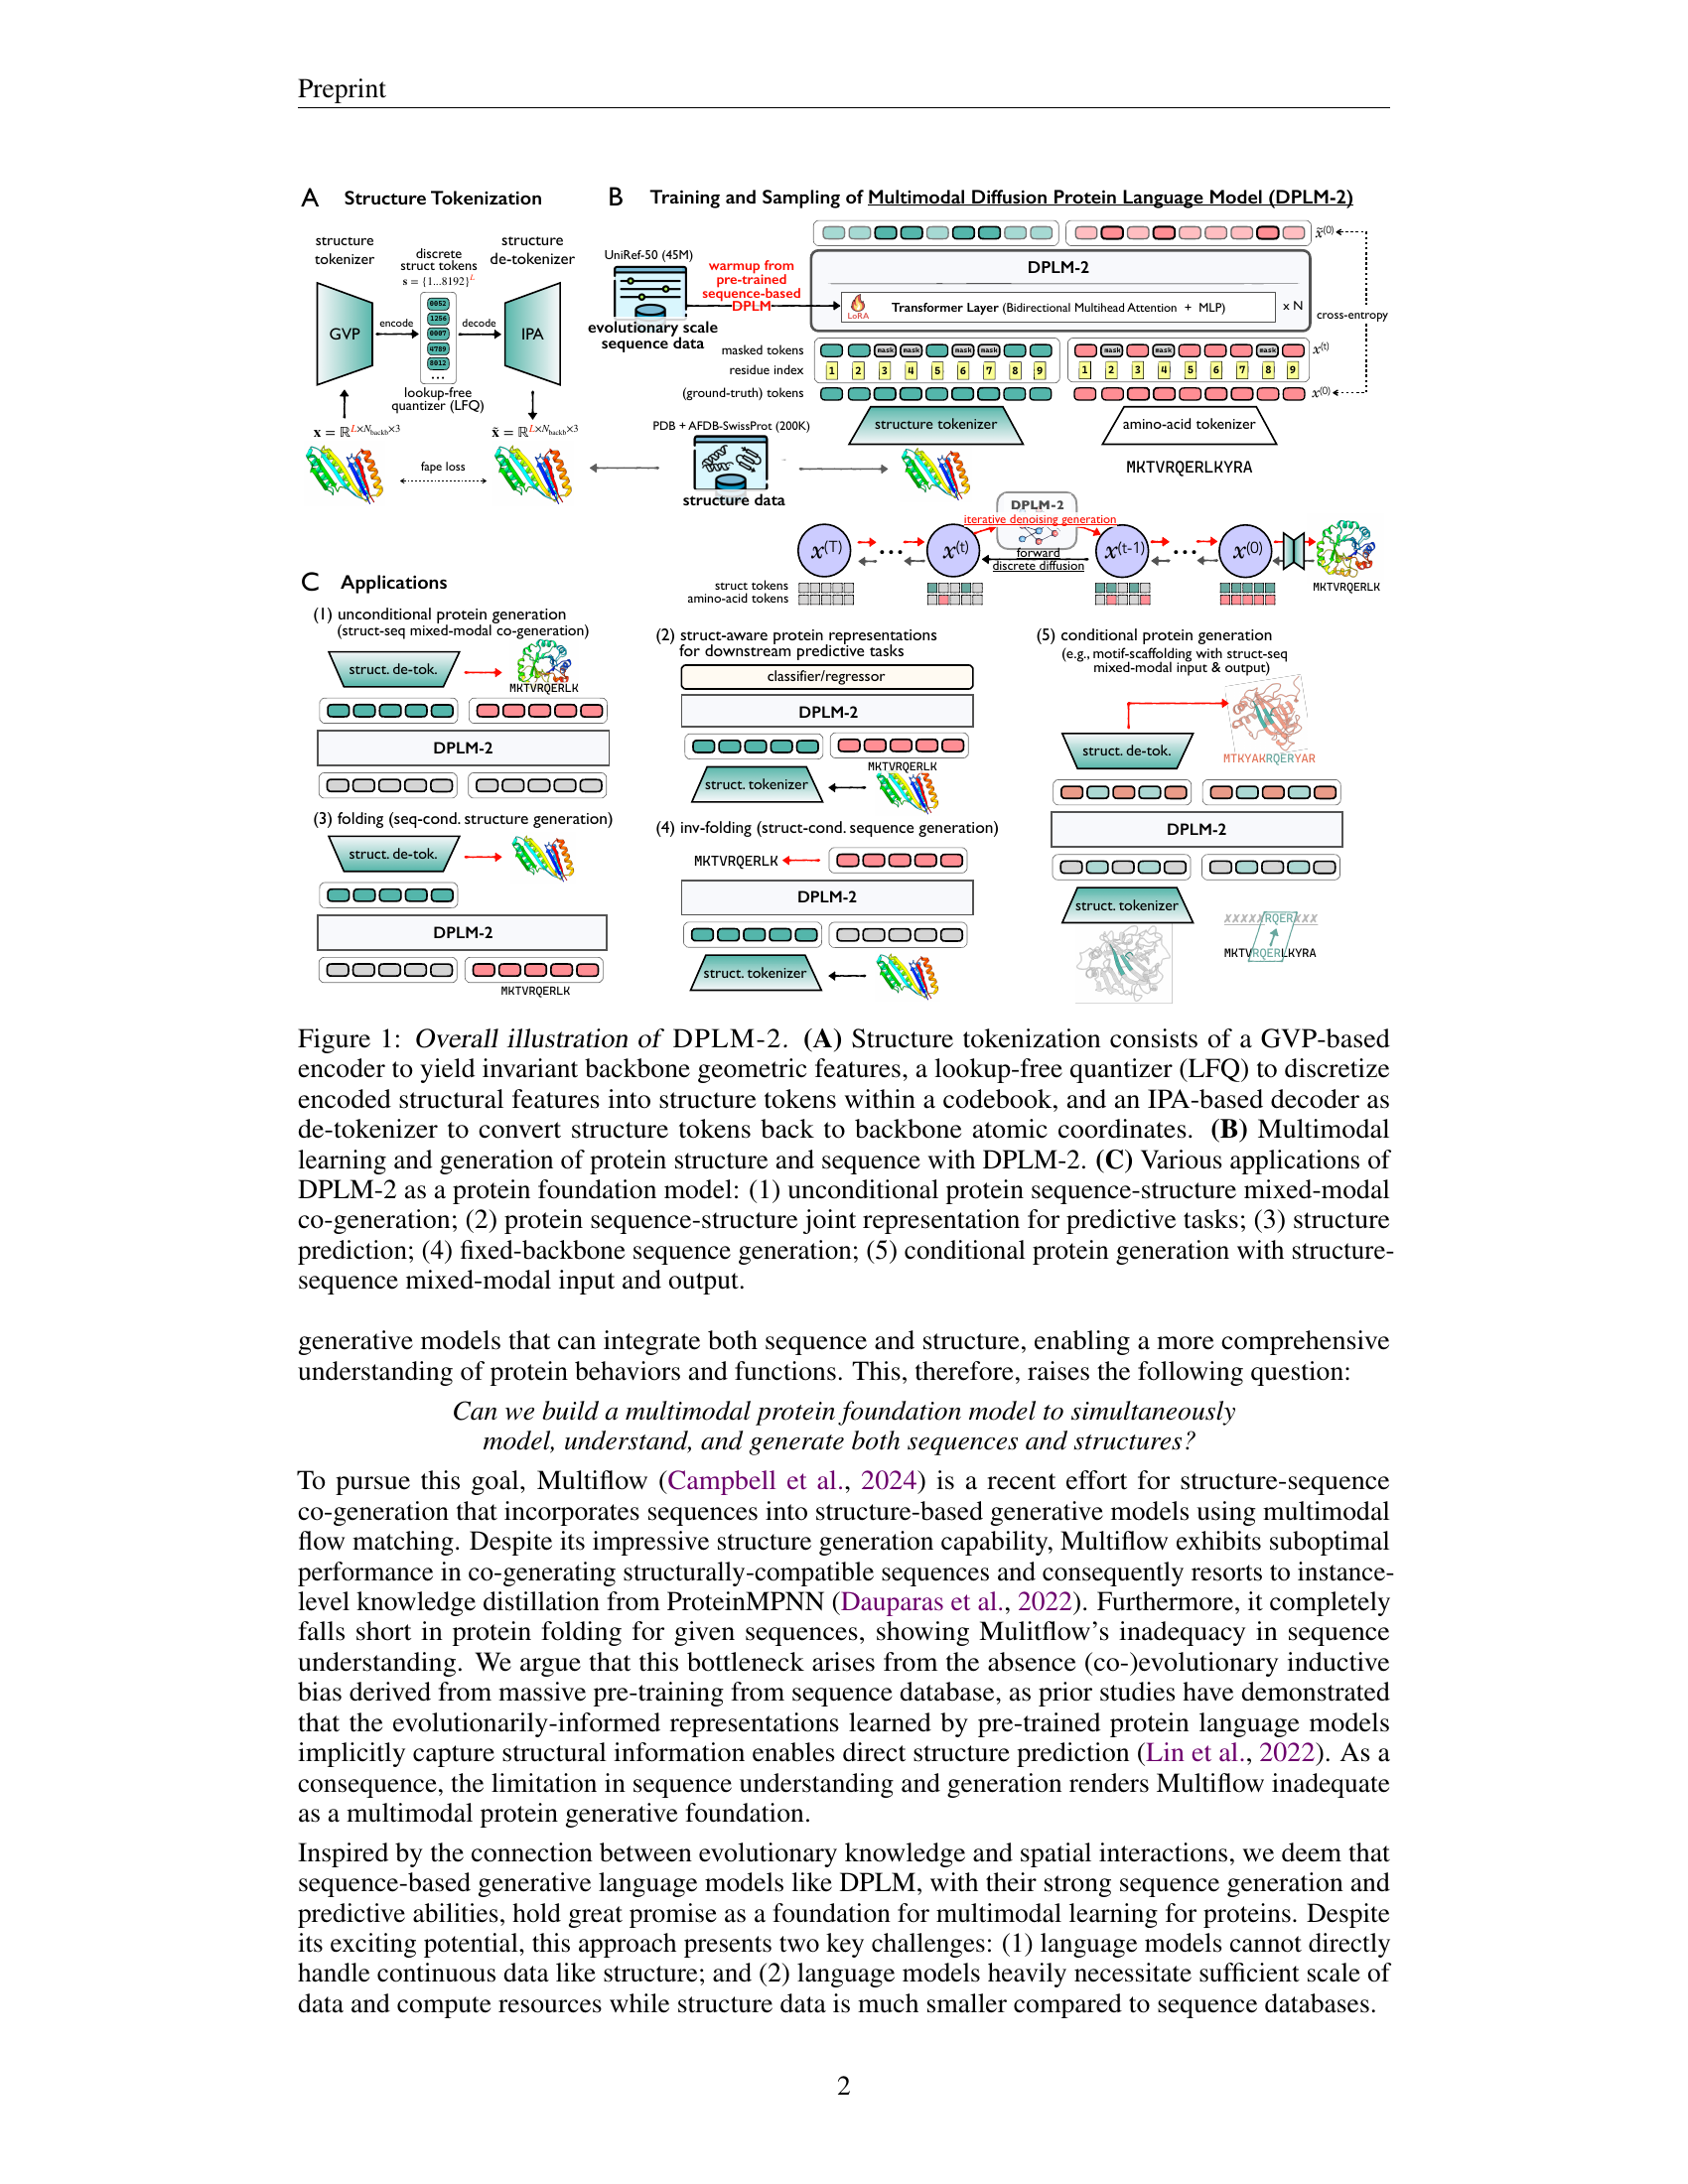 Preprint
A Structure Tokenization
structure tokenizer
discrete struct tokens
s = {1...8192}^L
structure de-tokenizer
GVP
encode
0052
1256
0007
4789
8012
...
decode
IPA
lookup-free quantizer (LFQ)
x = ℝ^{L×N_backb×3}
x̃ = ℝ^{L×N_backb×3}
fape loss
B Training and Sampling of Multimodal Diffusion Protein Language Model (DPLM-2)
UniRef-50 (45M)
evolutionary scale
sequence data
warmup from
pre-trained
sequence-based
DPLM
x̃(0)
DPLM-2
LoRA
Transformer Layer (Bidirectional Multihead Attention + MLP)
x N
cross-entropy
masked tokens
mask mask mask mask mask mask mask
x(t)
residue index
1 2 3 4 5 6 7 8 9 1 2 3 4 5 6 7 8 9
(ground-truth) tokens
x(0)
PDB + AFDB-SwissProt (200K)
structure data
structure tokenizer
amino-acid tokenizer
MKTVRQERLKYRA
DPLM-2
iterative denoising generation
x(T) ... x(t) x(t-1) ... x(0)
forward
discrete diffusion
struct tokens
amino-acid tokens
MKTVRQERLK
C Applications
(1) unconditional protein generation
(struct-seq mixed-modal co-generation)
struct. de-tok.
MKTVRQERLK
DPLM-2
(2) struct-aware protein representations
for downstream predictive tasks
classifier/regressor
DPLM-2
MKTVRQERLK
struct. tokenizer
(3) folding (seq-cond. structure generation)
struct. de-tok.
DPLM-2
MKTVRQERLK
(4) inv-folding (struct-cond. sequence generation)
MKTVRQERLK
DPLM-2
struct. tokenizer
(5) conditional protein generation
(e.g., motif-scaffolding with struct-seq
mixed-modal input & output)
struct. de-tok.
MTKYAKRQERYAR
DPLM-2
struct. tokenizer
XXXXXRQERXXX
MKTVRQERLKYRA
Figure 1: Overall illustration of DPLM-2. (A) Structure tokenization consists of a GVP-based
encoder to yield invariant backbone geometric features, a lookup-free quantizer (LFQ) to discretize
encoded structural features into structure tokens within a codebook, and an IPA-based decoder as
de-tokenizer to convert structure tokens back to backbone atomic coordinates. (B) Multimodal
learning and generation of protein structure and sequence with DPLM-2. (C) Various applications of
DPLM-2 as a protein foundation model: (1) unconditional protein sequence-structure mixed-modal
co-generation; (2) protein sequence-structure joint representation for predictive tasks; (3) structure
prediction; (4) fixed-backbone sequence generation; (5) conditional protein generation with structure-
sequence mixed-modal input and output.
generative models that can integrate both sequence and structure, enabling a more comprehensive
understanding of protein behaviors and functions. This, therefore, raises the following question:
Can we build a multimodal protein foundation model to simultaneously
model, understand, and generate both sequences and structures?
To pursue this goal, Multiflow (Campbell et al., 2024) is a recent effort for structure-sequence
co-generation that incorporates sequences into structure-based generative models using multimodal
flow matching. Despite its impressive structure generation capability, Multiflow exhibits suboptimal
performance in co-generating structurally-compatible sequences and consequently resorts to instance-
level knowledge distillation from ProteinMPNN (Dauparas et al., 2022). Furthermore, it completely
falls short in protein folding for given sequences, showing Mulitflow's inadequacy in sequence
understanding. We argue that this bottleneck arises from the absence (co-)evolutionary inductive
bias derived from massive pre-training from sequence database, as prior studies have demonstrated
that the evolutionarily-informed representations learned by pre-trained protein language models
implicitly capture structural information enables direct structure prediction (Lin et al., 2022). As a
consequence, the limitation in sequence understanding and generation renders Multiflow inadequate
as a multimodal protein generative foundation.
Inspired by the connection between evolutionary knowledge and spatial interactions, we deem that
sequence-based generative language models like DPLM, with their strong sequence generation and
predictive abilities, hold great promise as a foundation for multimodal learning for proteins. Despite
its exciting potential, this approach presents two key challenges: (1) language models cannot directly
handle continuous data like structure; and (2) language models heavily necessitate sufficient scale of
data and compute resources while structure data is much smaller compared to sequence databases.
2